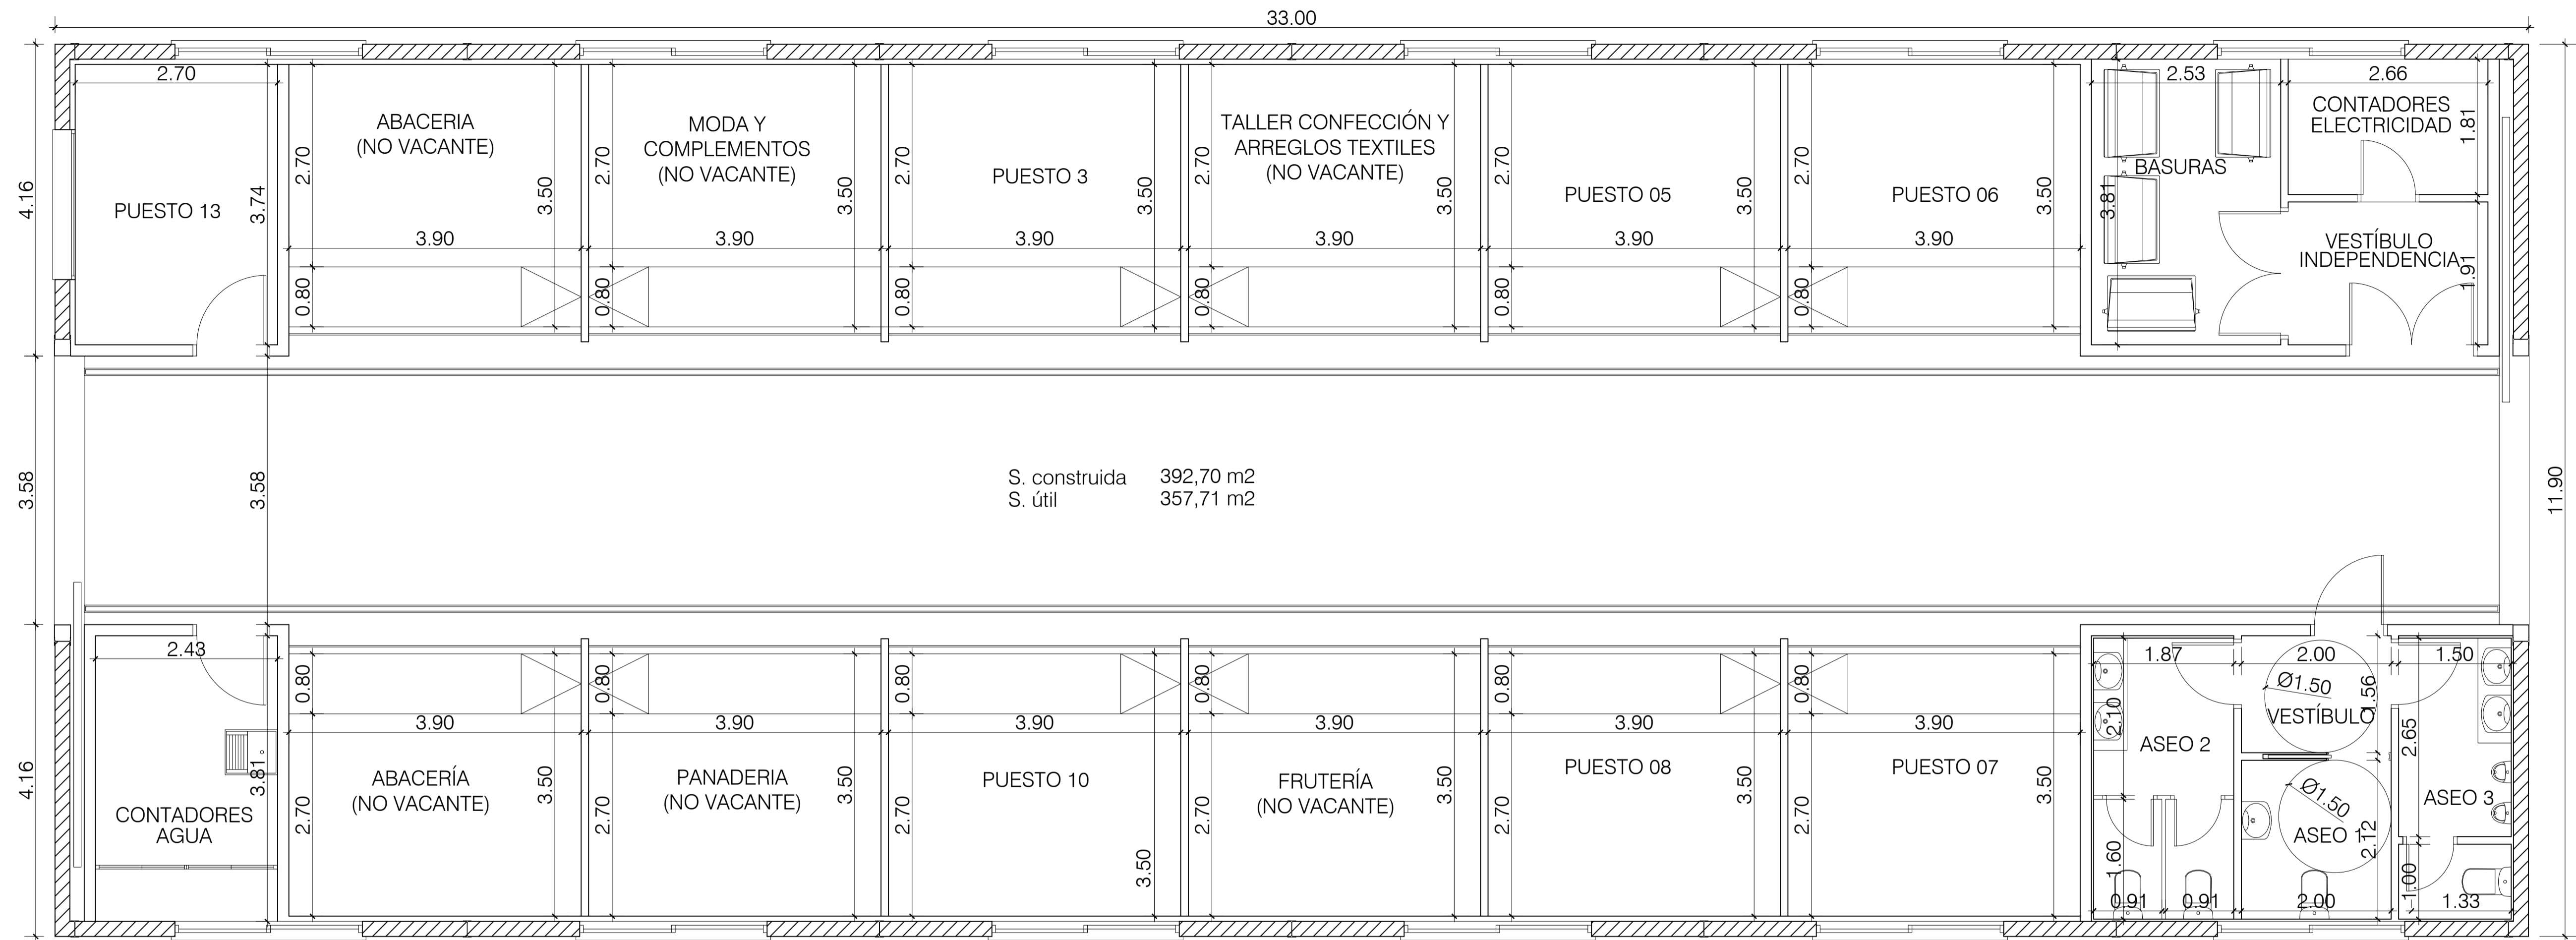 33.00
2.70
2.53
2.66
ABACERIA
(NO VACANTE)
MODA Y
COMPLEMENTOS
(NO VACANTE)
PUESTO 3
TALLER CONFECCIÓN Y
ARREGLOS TEXTILES
(NO VACANTE)
PUESTO 05
PUESTO 06
BASURAS
CONTADORES
ELECTRICIDAD
1.81
PUESTO 13
4.16
3.74
2.70
3.50
2.70
3.50
2.70
3.50
2.70
3.50
2.70
3.50
2.70
3.50
3.81
VESTÍBULO
INDEPENDENCIA
1.91
3.90
3.90
3.90
3.90
3.90
3.90
0.80
0.80
0.80
0.80
0.80
0.80
3.58
3.58
S. construida 392,70 m2
S. útil 357,71 m2
11.90
2.43
0.80
0.80
0.80
0.80
0.80
0.80
1.87
2.00
1.50
Ø1.50
1.56
3.90
3.90
3.90
3.90
3.90
3.90
2.10
VESTÍBULO
2.65
ASEO 2
4.16
3.81
ABACERÍA
(NO VACANTE)
PANADERIA
(NO VACANTE)
PUESTO 10
FRUTERÍA
(NO VACANTE)
PUESTO 08
PUESTO 07
3.50
3.50
3.50
3.50
3.50
3.50
2.70
2.70
2.70
2.70
2.70
2.70
CONTADORES
AGUA
Ø1.50
ASEO 1
2.12
ASEO 3
1.60
1.00
0.91
0.91
2.00
1.33